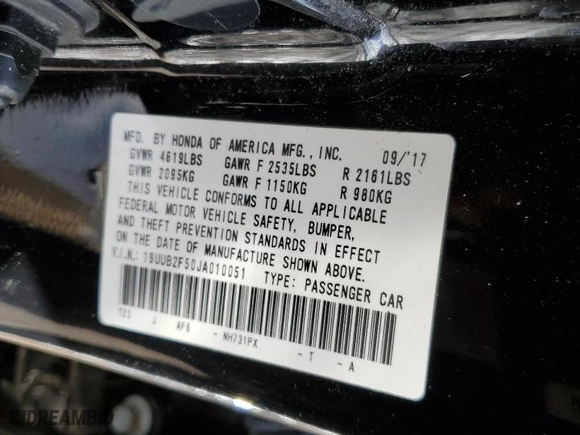 MFD. BY HONDA OF AMERICA MFG., INC. 09/'17
GVWR 4619LBS GAWR F 2535LBS R 2161LBS
GVWR 2095KG GAWR F 1150KG R 980KG
THIS VEHICLE CONFORMS TO ALL APPLICABLE
FEDERAL MOTOR VEHICLE SAFETY, BUMPER,
AND THEFT PREVENTION STANDARDS IN EFFECT
ON THE DATE OF MANUFACTURE SHOWN ABOVE.
V.I.N.: 19UUB2F50JA010051 TYPE: PASSENGER CAR
T23 A AF6 - NH731PX - T - A
DREAMBID